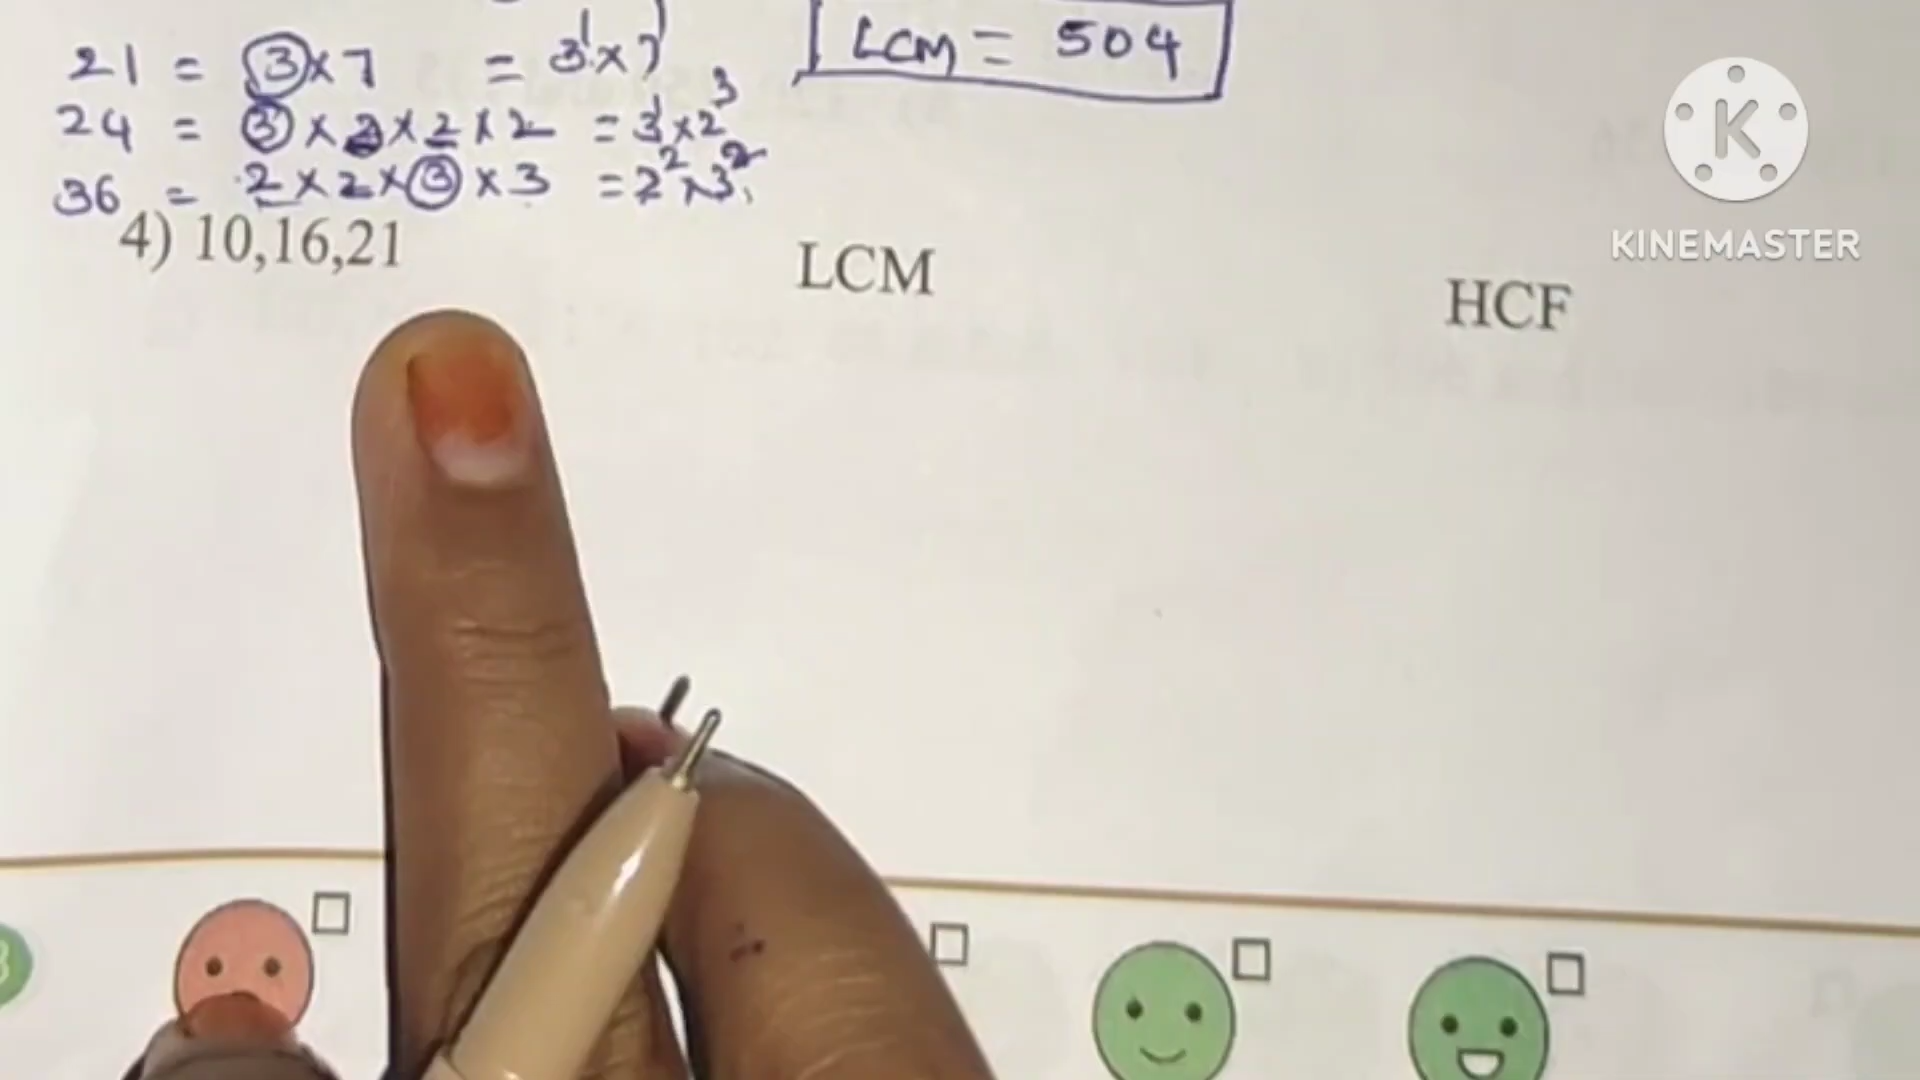 21 = 3×7 = 3¹×7¹
LCM = 504
24 = 3×2×2×2 = 3¹×2³
36 = 2×2×3×3 = 2²×3²
4) 10,16,21
LCM
HCF
K
KINEMASTER